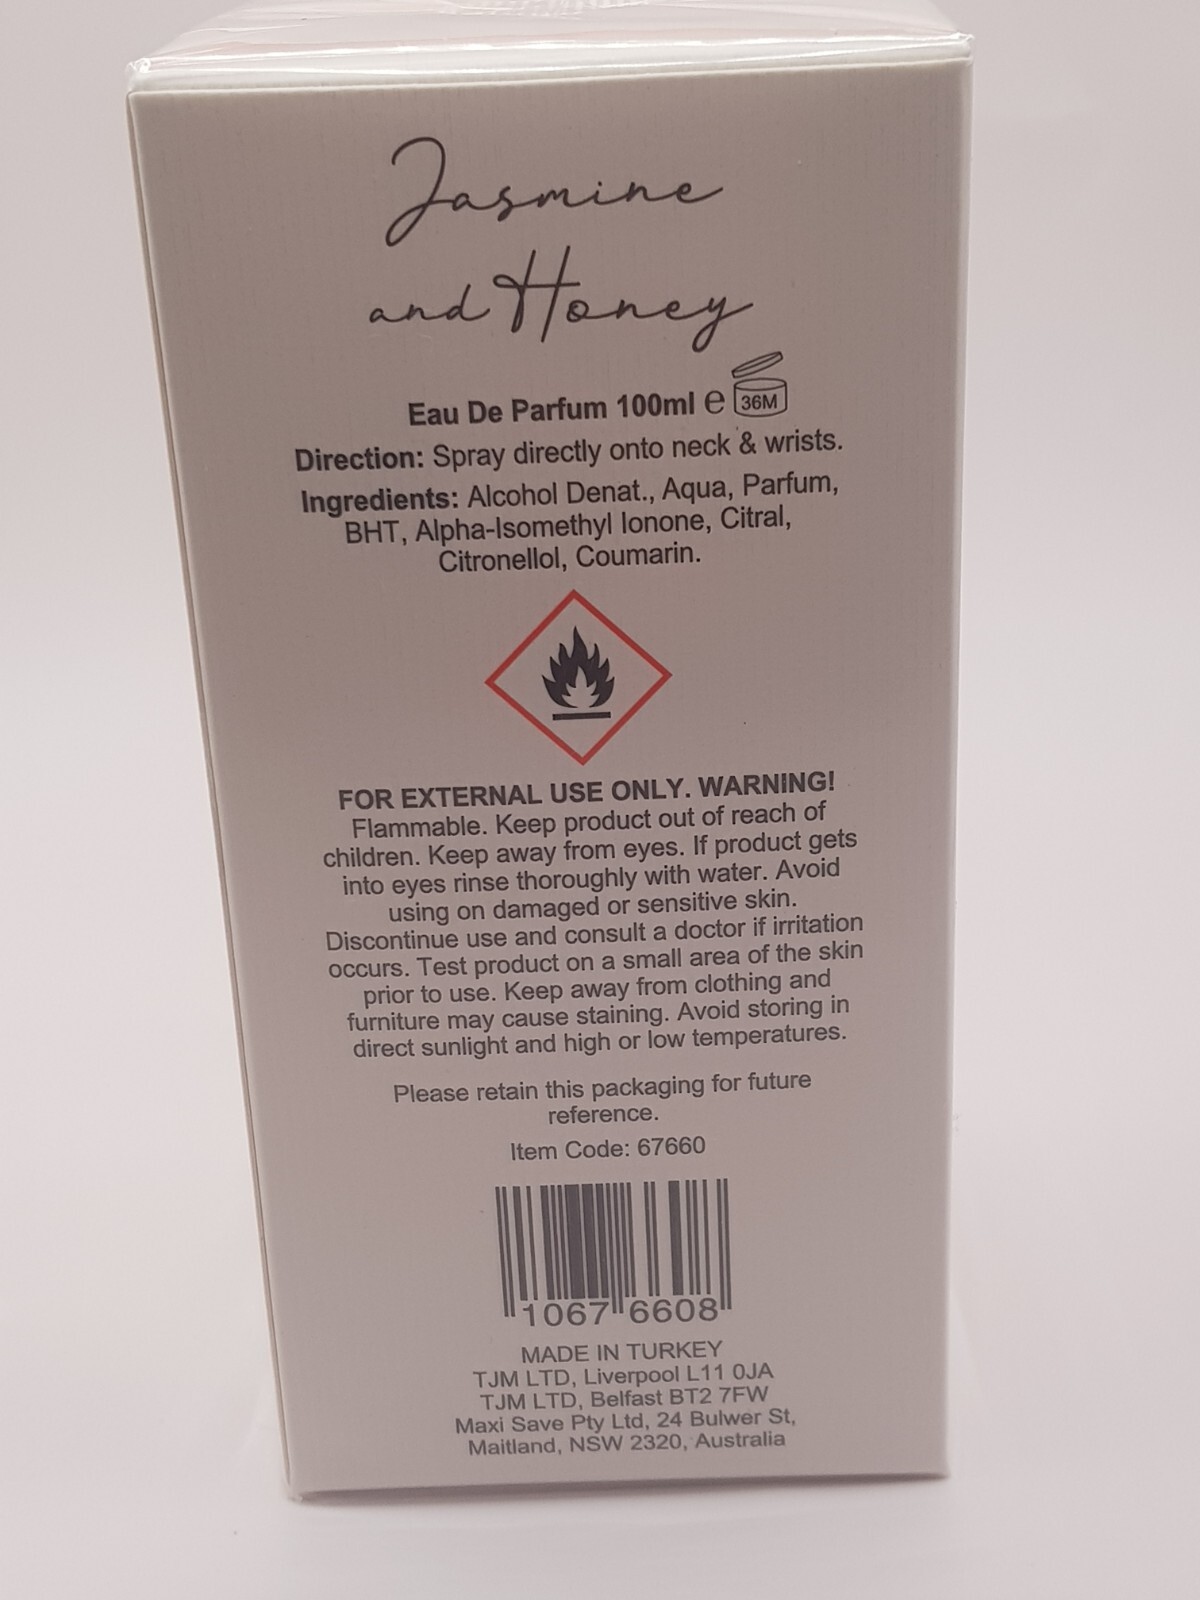 Jasmine
and Honey
Eau De Parfum 100ml e 36M
Direction: Spray directly onto neck & wrists.
Ingredients: Alcohol Denat., Aqua, Parfum,
BHT, Alpha-Isomethyl Ionone, Citral,
Citronellol, Coumarin.
FOR EXTERNAL USE ONLY. WARNING!
Flammable. Keep product out of reach of
children. Keep away from eyes. If product gets
into eyes rinse thoroughly with water. Avoid
using on damaged or sensitive skin.
Discontinue use and consult a doctor if irritation
occurs. Test product on a small area of the skin
prior to use. Keep away from clothing and
furniture may cause staining. Avoid storing in
direct sunlight and high or low temperatures.
Please retain this packaging for future
reference.
Item Code: 67660
1067 6608
MADE IN TURKEY
TJM LTD, Liverpool L11 0JA
TJM LTD, Belfast BT2 7FW
Maxi Save Pty Ltd, 24 Bulwer St,
Maitland, NSW 2320, Australia